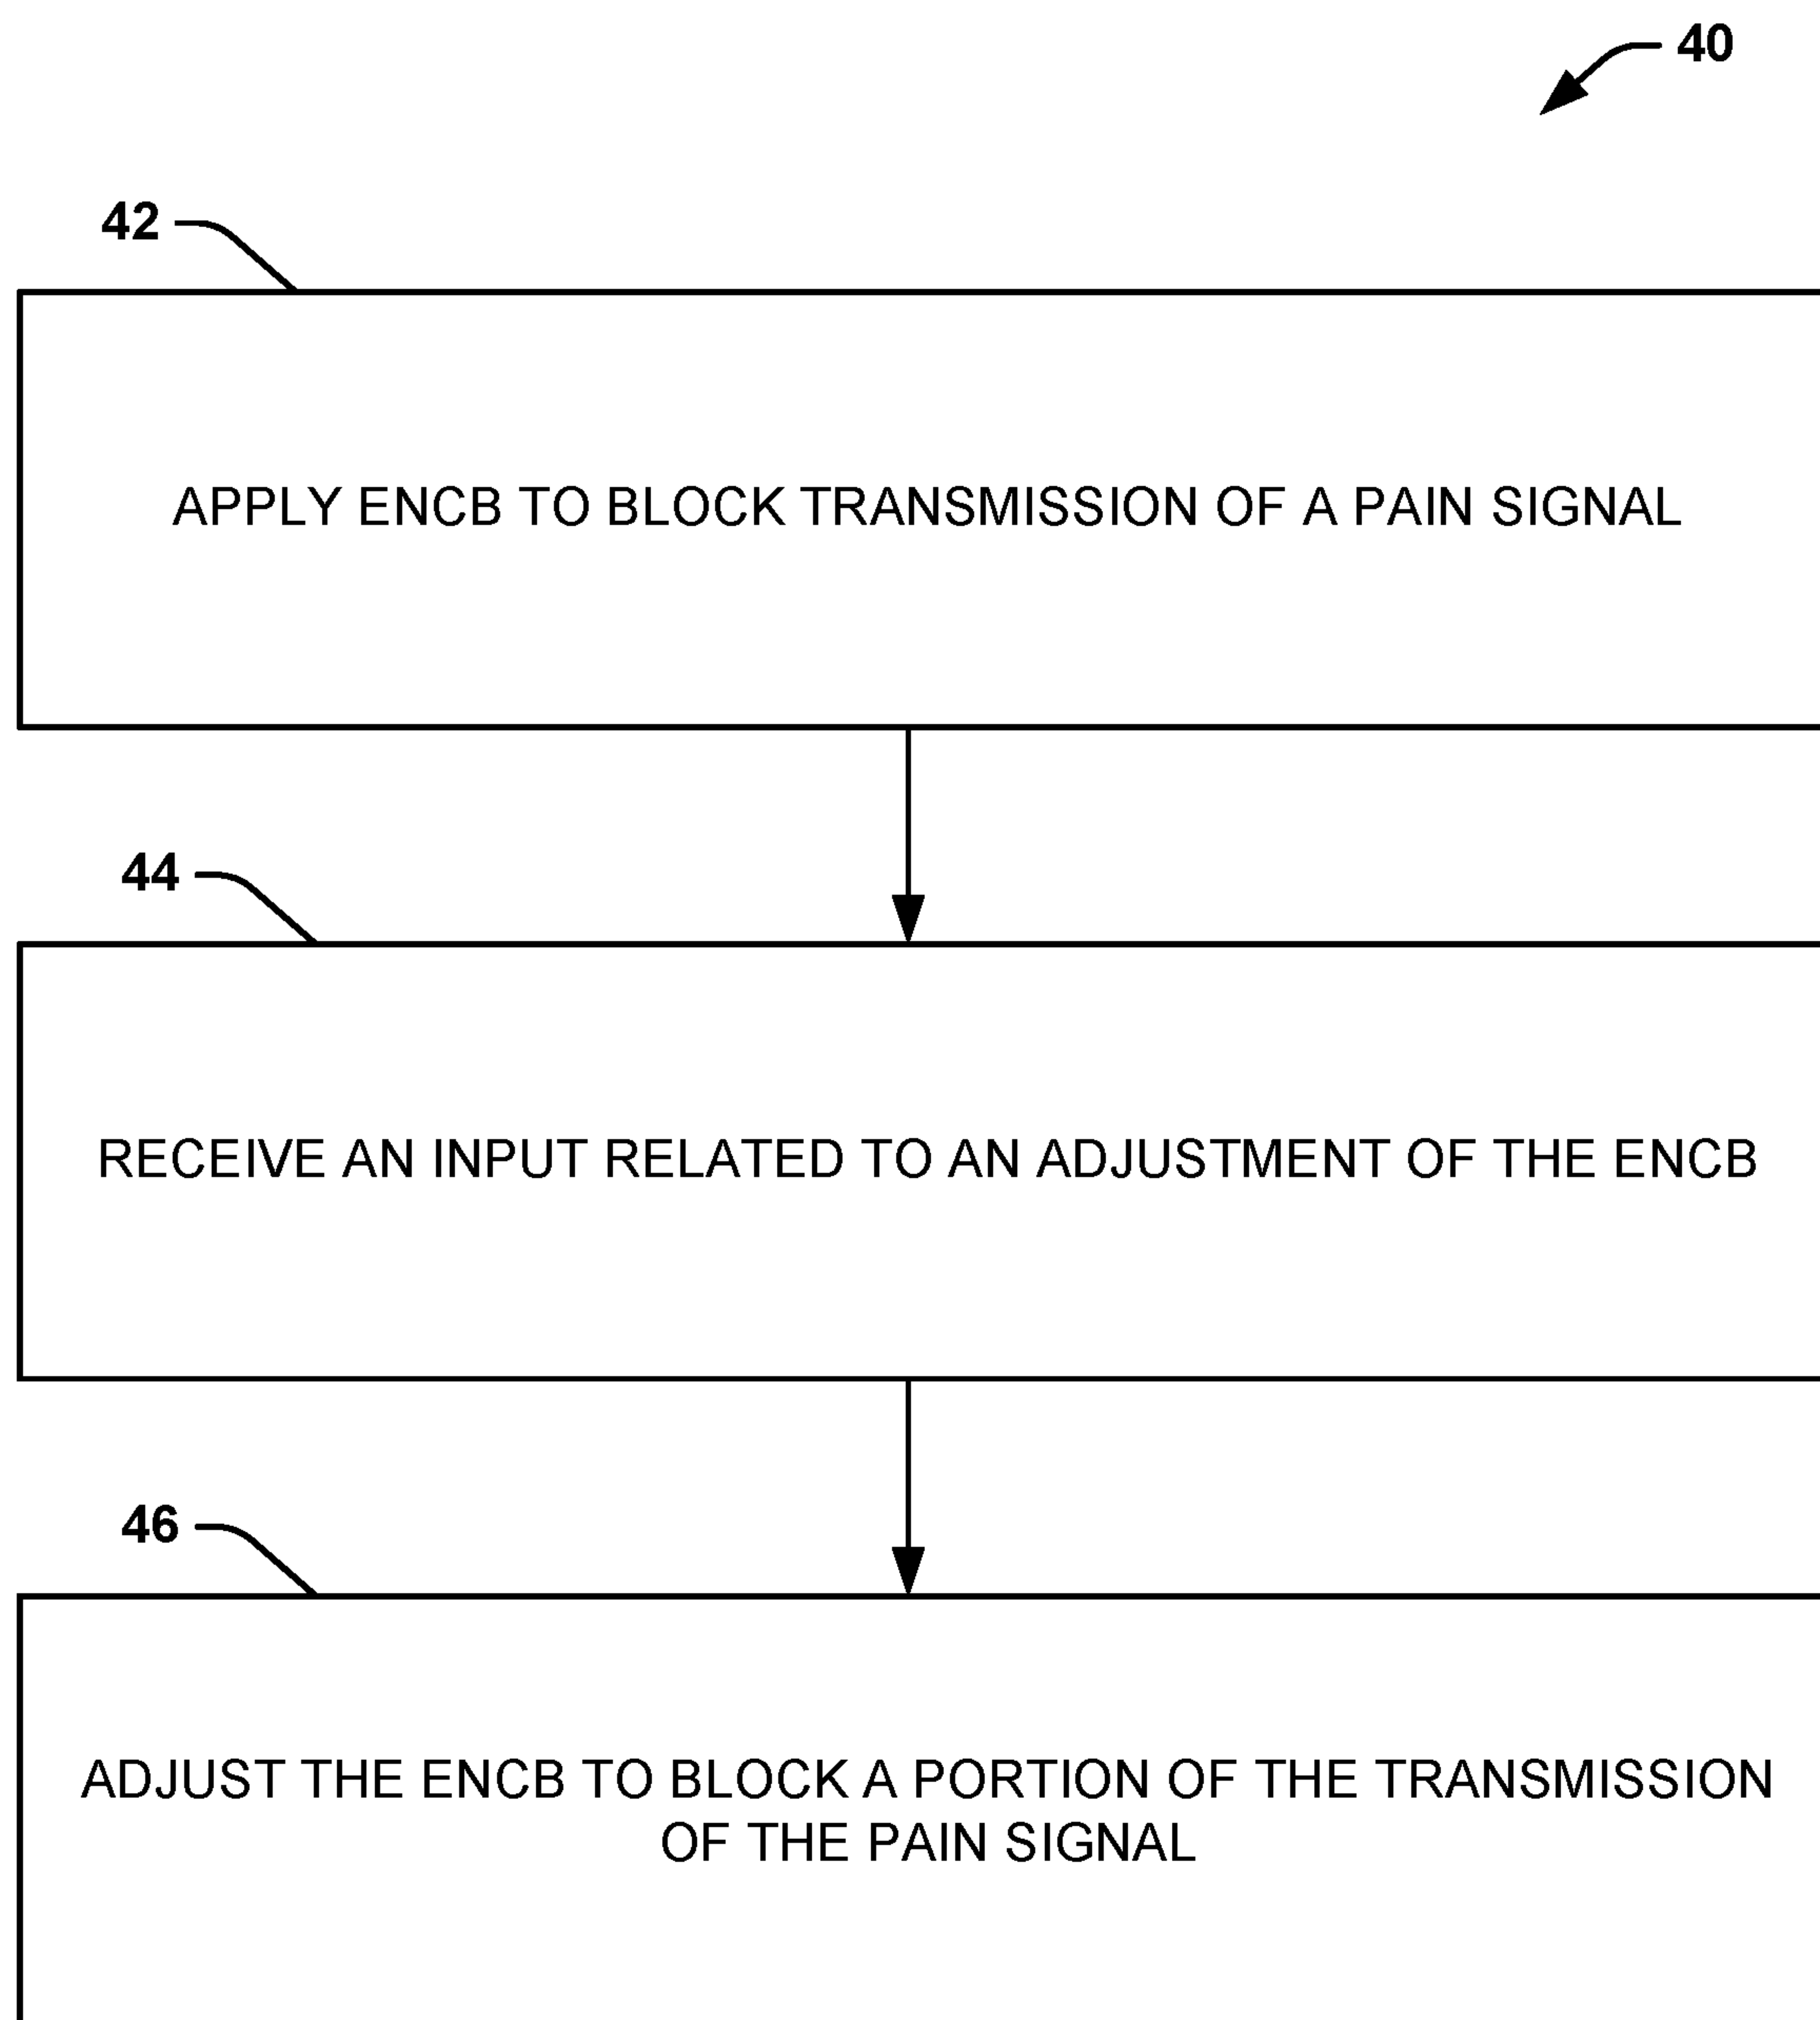 40
42
APPLY ENCB TO BLOCK TRANSMISSION OF A PAIN SIGNAL
44
RECEIVE AN INPUT RELATED TO AN ADJUSTMENT OF THE ENCB
46
ADJUST THE ENCB TO BLOCK A PORTION OF THE TRANSMISSION
OF THE PAIN SIGNAL